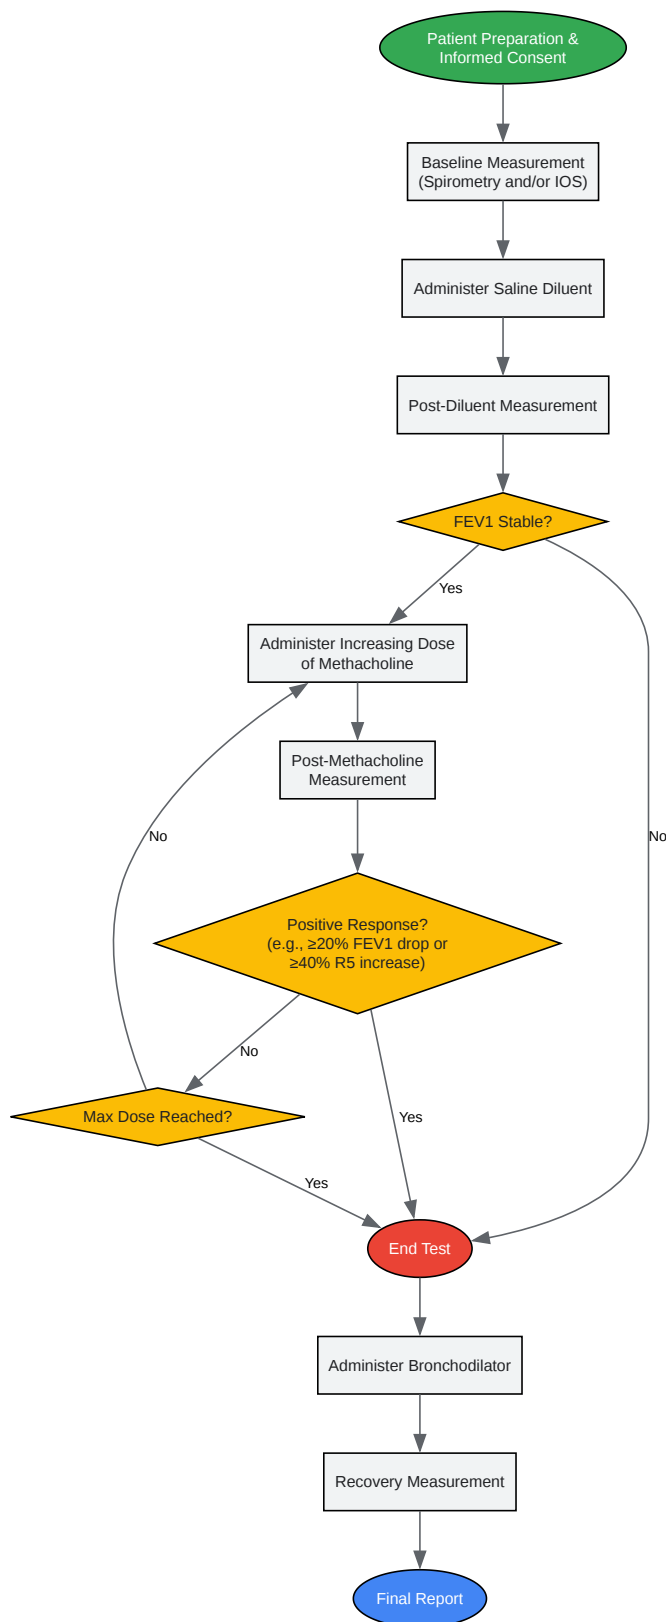 Patient Preparation &
Informed Consent
Baseline Measurement
(Spirometry and/or IOS)
Administer Saline Diluent
Post-Diluent Measurement
FEV1 Stable?
Yes
Administer Increasing Dose
of Methacholine
Post-Methacholine
Measurement
No
No
Positive Response?
(e.g., ≥20% FEV1 drop or
≥40% R5 increase)
No
Max Dose Reached?
Yes
Yes
End Test
Administer Bronchodilator
Recovery Measurement
Final Report